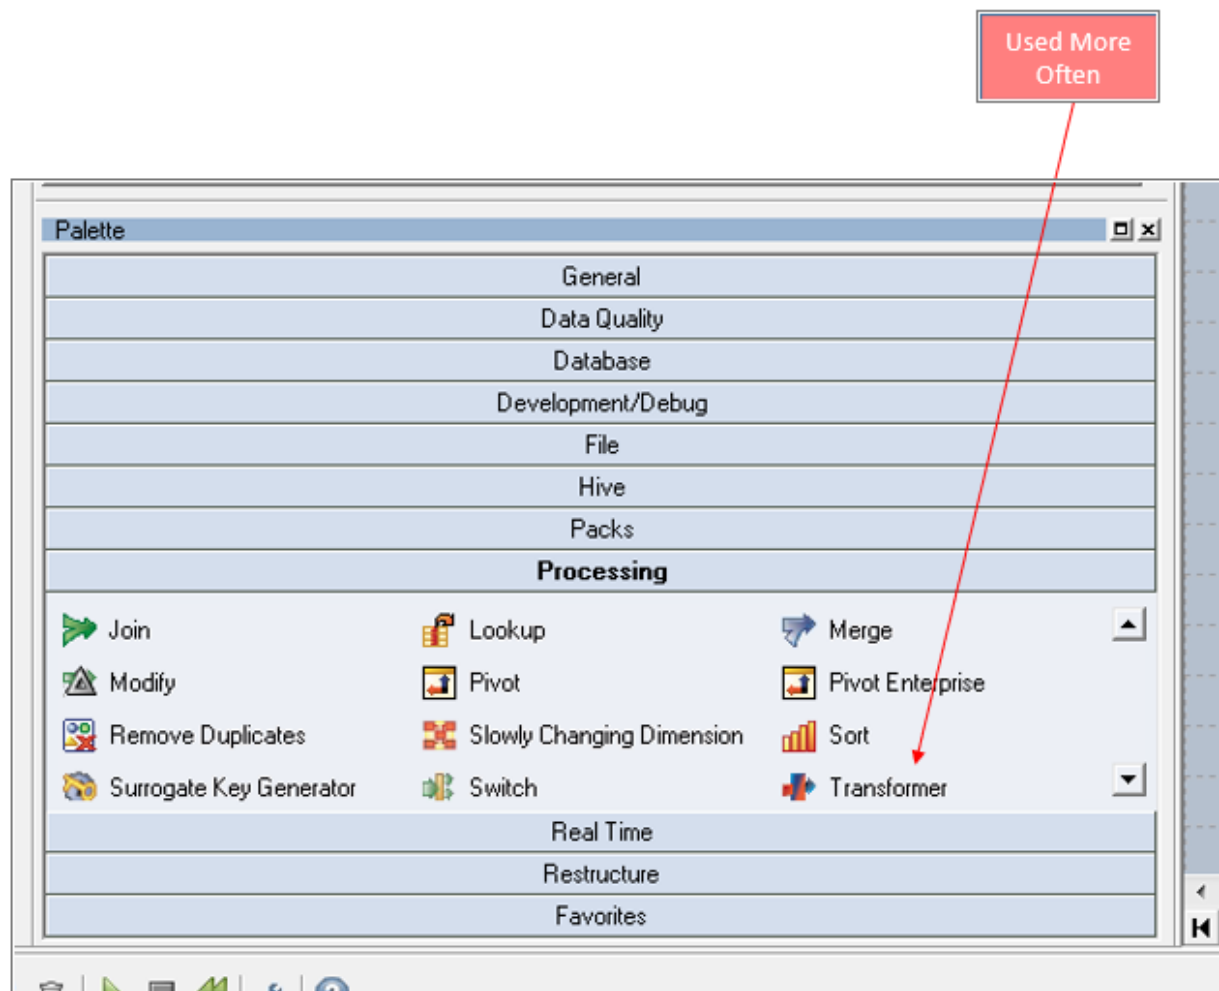 Used More
Often
Palette
General
Data Quality
Database
Development/Debug
File
Hive
Packs
Processing
Join Lookup Merge
Modify Pivot Pivot Enterprise
Remove Duplicates Slowly Changing Dimension Sort
Surrogate Key Generator Switch Transformer
Real Time
Restructure
Favorites